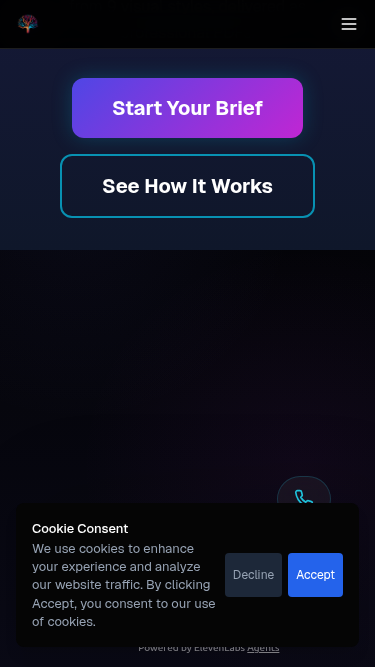 Start Your Brief
See How It Works
Cookie Consent
We use cookies to enhance
your experience and analyze
our website traffic. By clicking
Accept, you consent to our use
of cookies.
Decline
Accept
Powered by ElevenLabs Agents